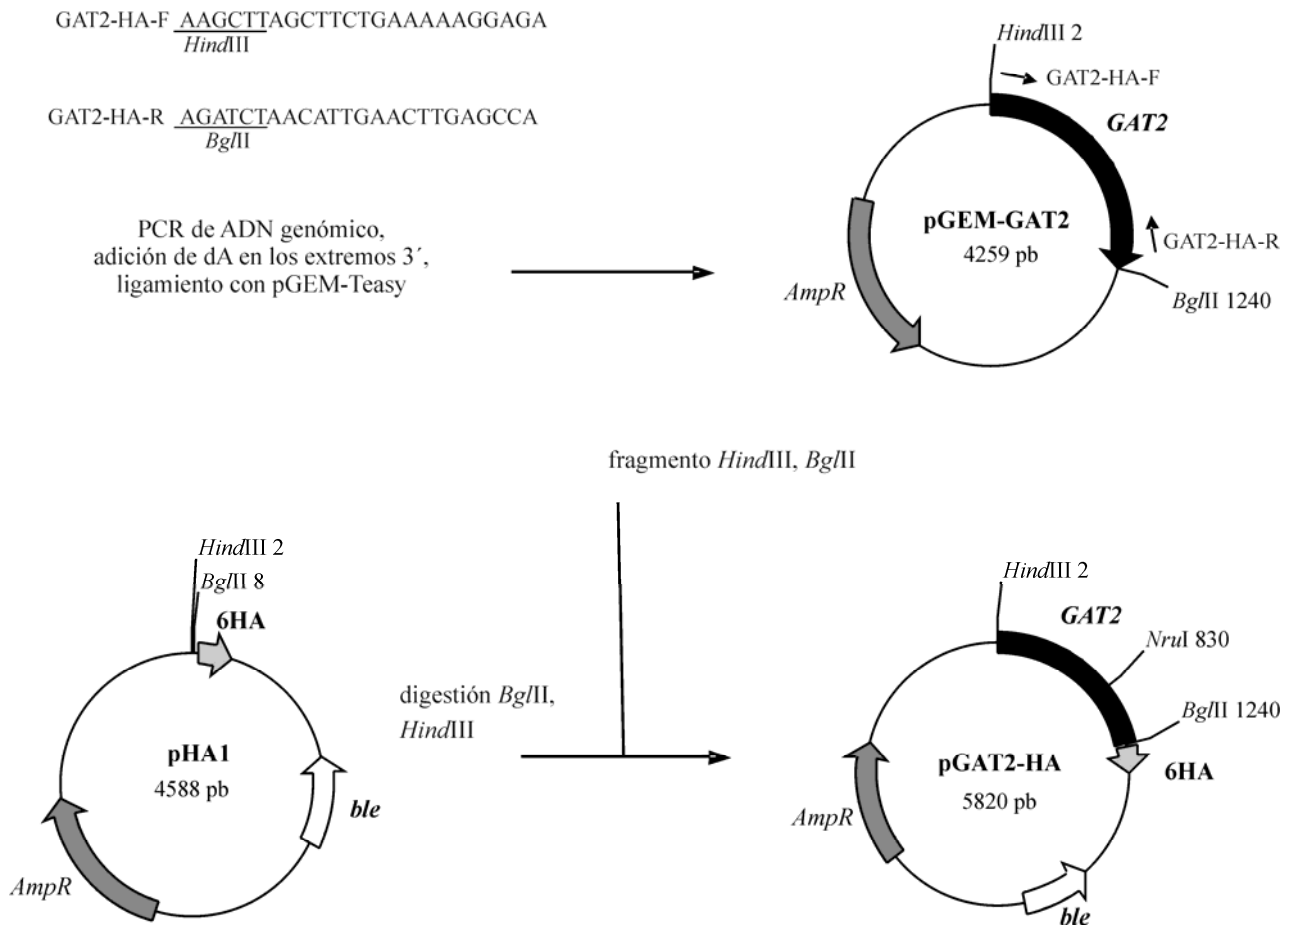 GAT2-HA-F AAGCTTAGCTTCTGAAAAAGGAGA
HindIII
GAT2-HA-R AGATCTAACATTGAACTTGAGCCA
BglII
PCR de ADN genómico,
adición de dA en los extremos 3´,
ligamiento con pGEM-Teasy
HindIII 2
GAT2-HA-F
GAT2
pGEM-GAT2
4259 pb
GAT2-HA-R
AmpR
BglII 1240
fragmento HindIII, BglII
HindIII 2
BglII 8
6HA
pHA1
4588 pb
ble
AmpR
digestión BglII,
HindIII
HindIII 2
GAT2
NruI 830
BglII 1240
6HA
pGAT2-HA
5820 pb
AmpR
ble